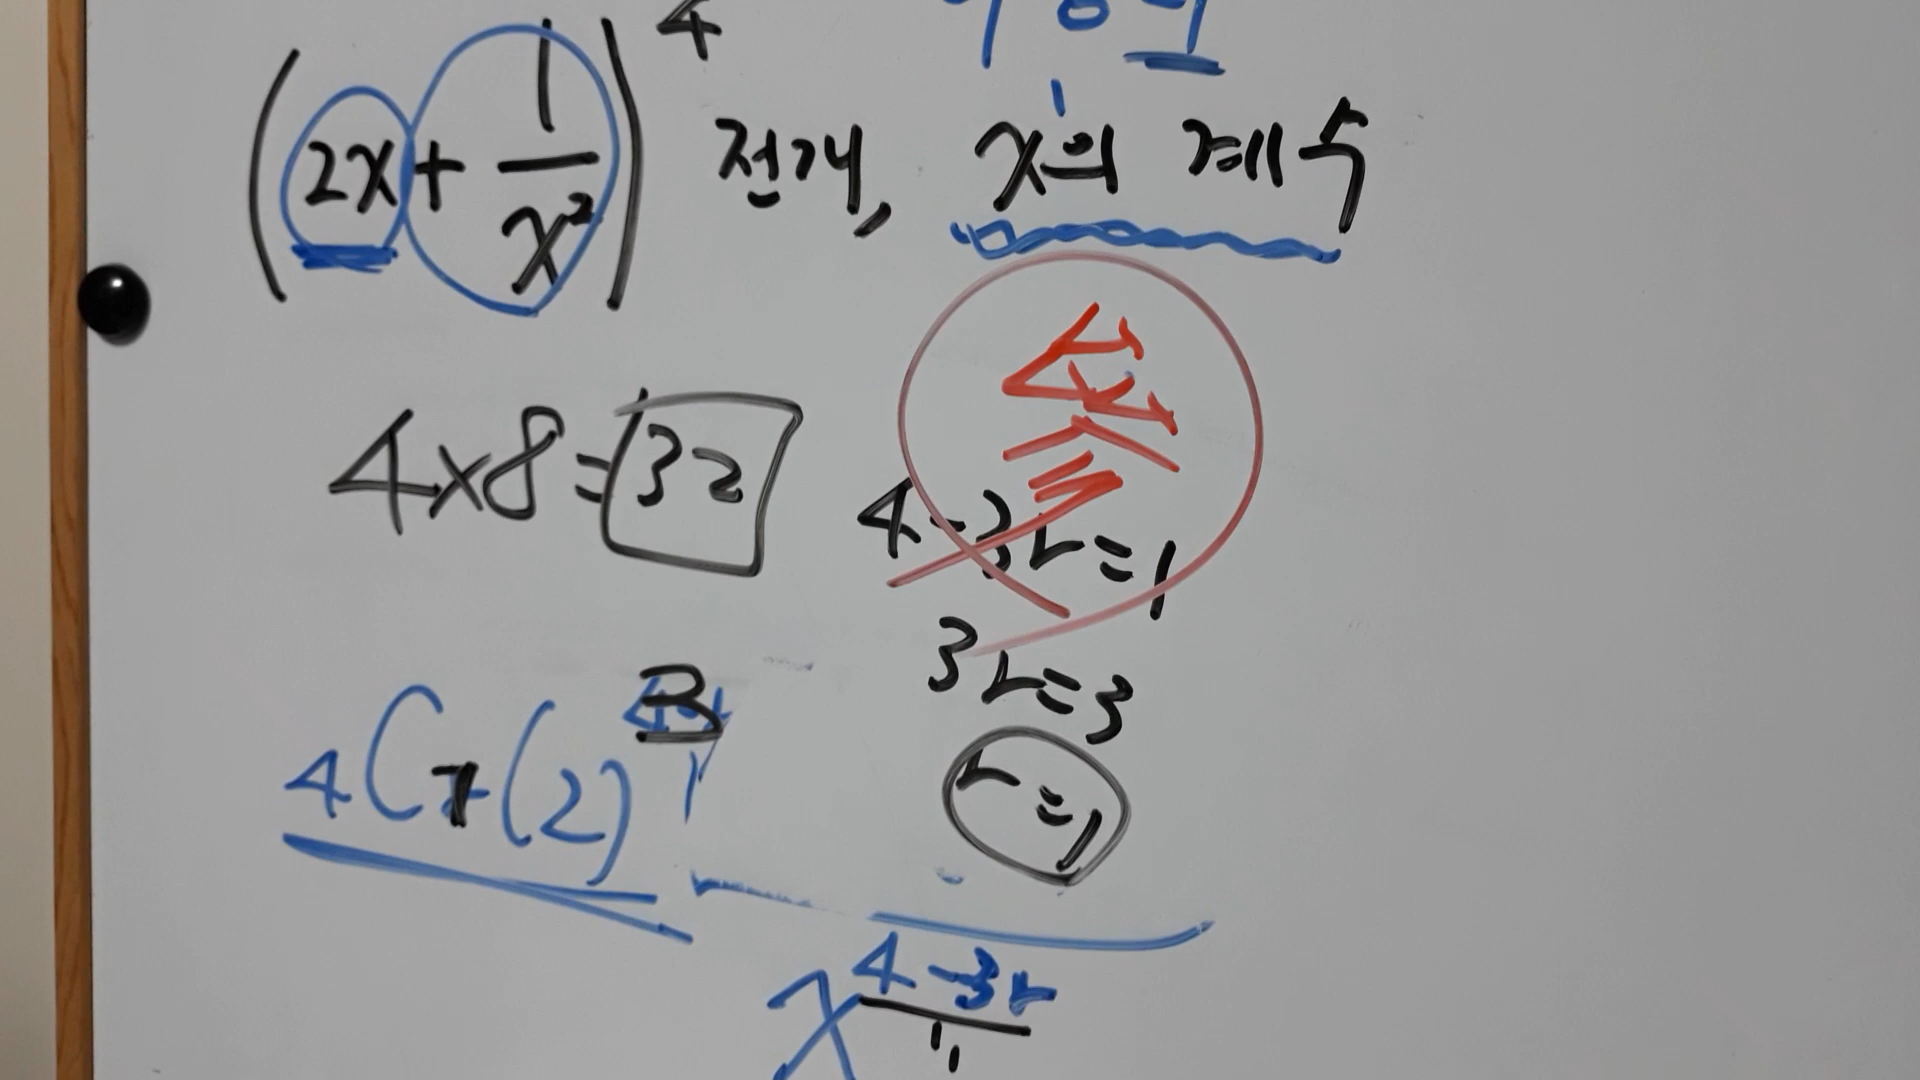 (2x + 1/x²)⁴ 전개, x의 계수
4×8=32
4-3r=1
3r=3
r=1
₄C₁(2)³
x^(4-3r)